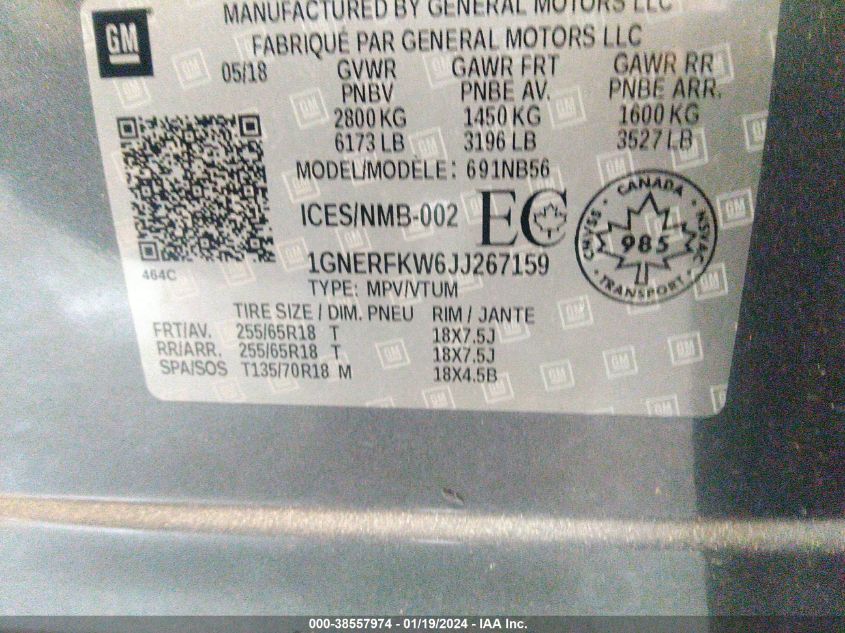 GM
MANUFACTURED BY GENERAL MOTORS LLC
FABRIQUÉ PAR GENERAL MOTORS LLC
05/18 GVWR GAWR FRT GAWR RR
PNBV PNBE AV. PNBE ARR.
2800 KG 1450 KG 1600 KG
6173 LB 3196 LB 3527 LB
MODEL/MODÈLE: 691NB56
ICES/NMB-002 EC
CANADA
985
TRANSPORT
464C
1GNERFKW6JJ267159
TYPE: MPV/VTUM
TIRE SIZE / DIM. PNEU RIM / JANTE
FRT/AV. 255/65R18 T 18X7.5J
RR/ARR. 255/65R18 T 18X7.5J
SPA/SOS T135/70R18 M 18X4.5B
000-38557974 - 01/19/2024 - IAA Inc.